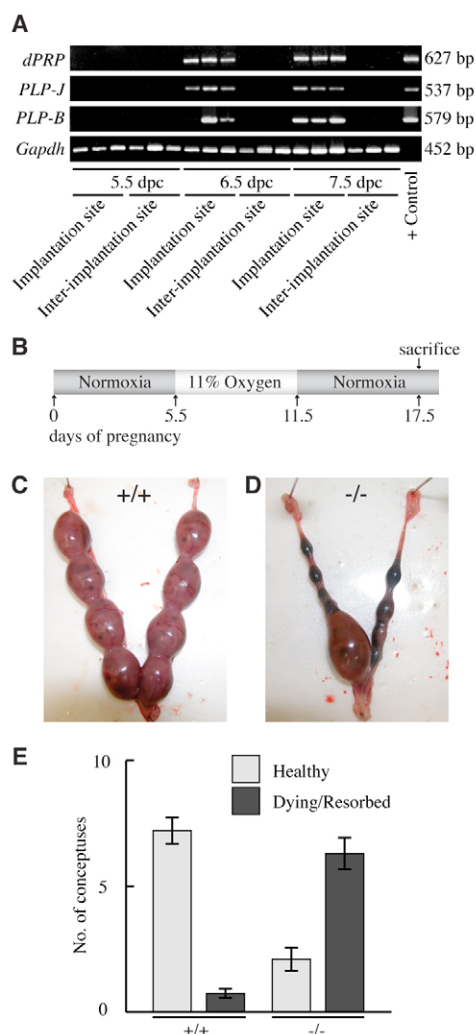 A
dPRP 627 bp
PLP-J 537 bp
PLP-B 579 bp
Gapdh 452 bp
5.5 dpc 6.5 dpc 7.5 dpc + Control
Implantation site Inter-implantation site Implantation site Inter-implantation site Implantation site Inter-implantation site
B
sacrifice
Normoxia 11% Oxygen Normoxia
0 5.5 11.5 17.5
days of pregnancy
C +/+ D -/-
E
10
5
0
No. of conceptuses
Healthy
Dying/Resorbed
+/+ -/-